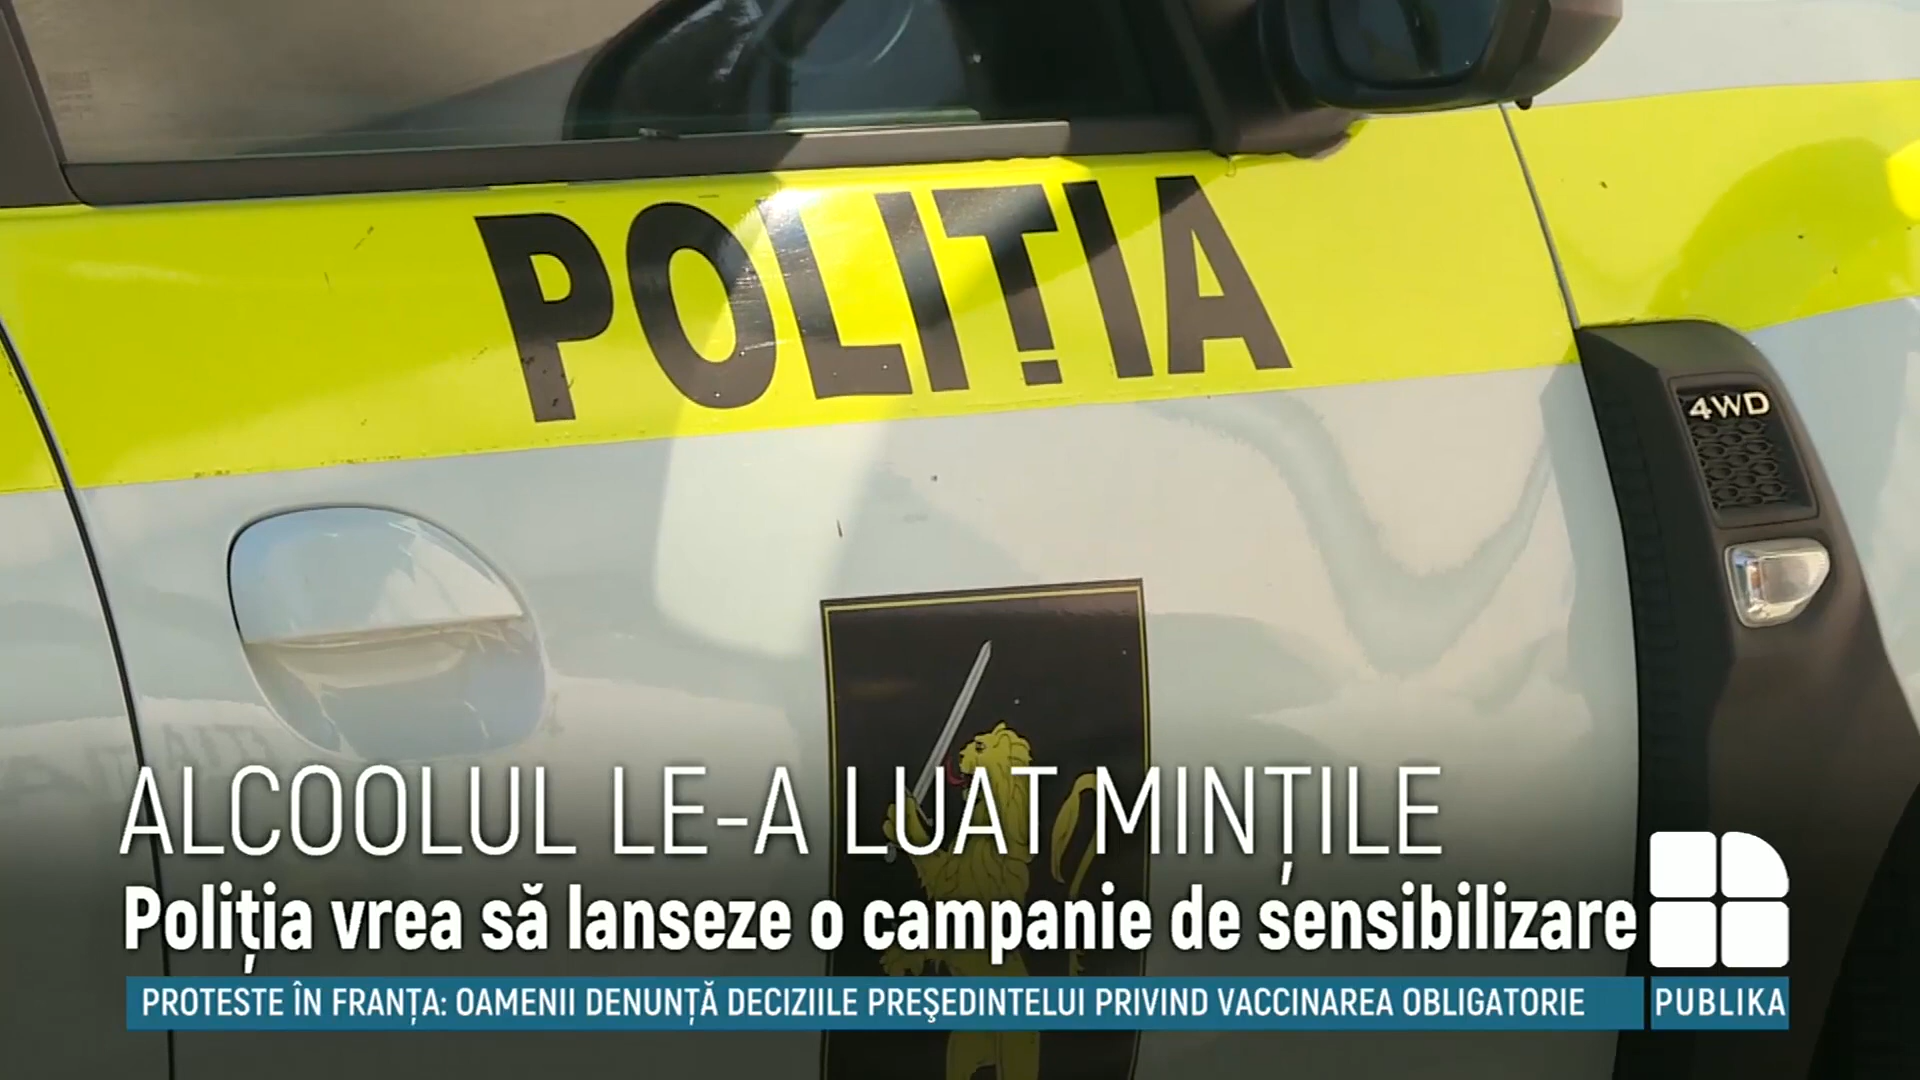 POLIȚIA
4WD
ALCOOLUL LE-A LUAT MINȚILE
Poliția vrea să lanseze o campanie de sensibilizare
PROTESTE ÎN FRANȚA: OAMENII DENUNȚĂ DECIZIILE PREŞEDINTELUI PRIVIND VACCINAREA OBLIGATORIE
PUBLIKA